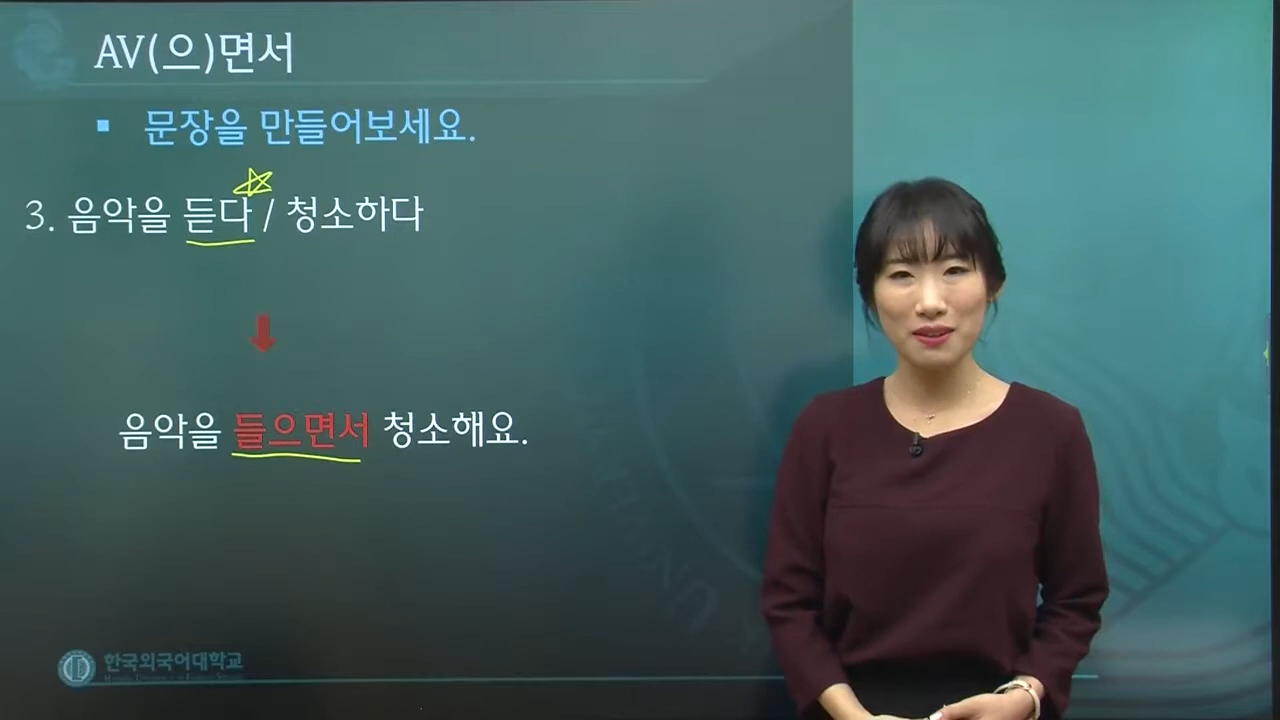 AV(으)면서
▪ 문장을 만들어보세요.
3. 음악을 듣다 / 청소하다
음악을 들으면서 청소해요.
한국외국어대학교